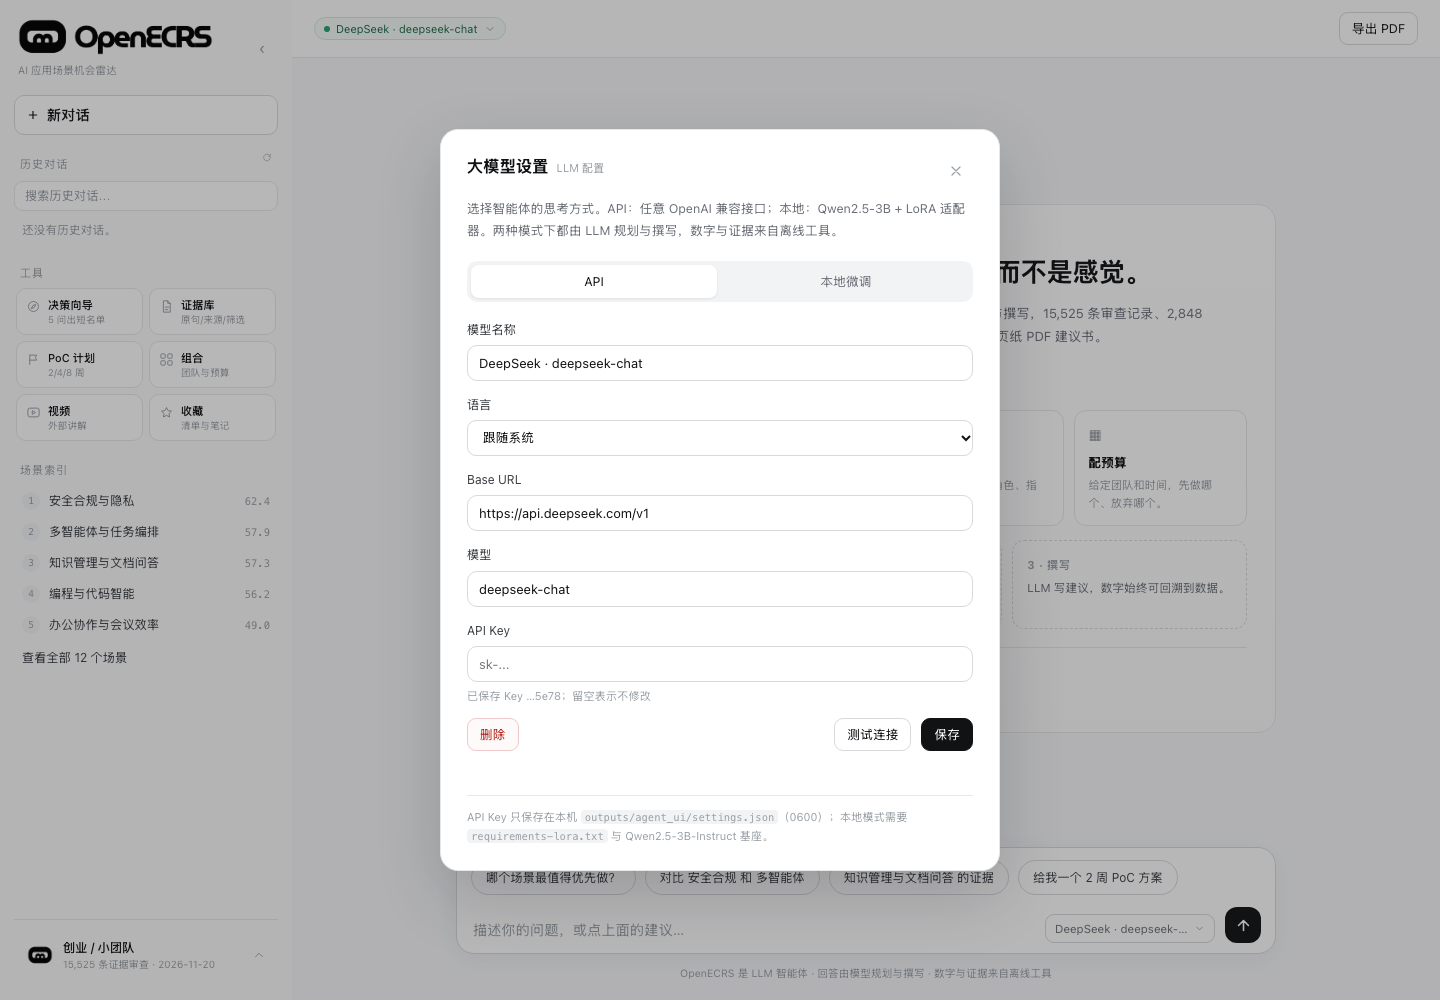 OpenECRS
AI 应用场景机会雷达
+ 新对话
历史对话
搜索历史对话...
还没有历史对话。
工具
决策向导
5 问出短名单
证据库
原句/来源/筛选
PoC 计划
2/4/8 周
组合
团队与预算
视频
外部讲解
收藏
清单与笔记
场景索引
1 安全合规与隐私 62.4
2 多智能体与任务编排 57.9
3 知识管理与文档问答 57.3
4 编程与代码智能 56.2
5 办公协作与会议效率 49.0
查看全部 12 个场景
创业 / 小团队
15,525 条证据审查 · 2026-11-20
DeepSeek · deepseek-chat
导出 PDF
而不是感觉。
撰写，15,525 条审查记录、2,848
页纸 PDF 建议书。
色、指
配预算
给定团队和时间，先做哪
个、放弃哪个。
3 · 撰写
LLM 写建议，数字始终可回溯到数据。
大模型设置 LLM 配置
选择智能体的思考方式。API：任意 OpenAI 兼容接口；本地：Qwen2.5-3B + LoRA 适配
器。两种模式下都由 LLM 规划与撰写，数字与证据来自离线工具。
API 本地微调
模型名称
DeepSeek · deepseek-chat
语言
跟随系统
Base URL
https://api.deepseek.com/v1
模型
deepseek-chat
API Key
sk-...
已保存 Key …5e78；留空表示不修改
删除 测试连接 保存
API Key 只保存在本机 outputs/agent_ui/settings.json（0600）；本地模式需要
requirements-lora.txt 与 Qwen2.5-3B-Instruct 基座。
哪个场景最值得优先做？ 对比 安全合规 和 多智能体 知识管理与文档问答 的证据 给我一个 2 周 PoC 方案
描述你的问题，或点上面的建议...
DeepSeek · deepseek-...
OpenECRS 是 LLM 智能体 · 回答由模型规划与撰写 · 数字与证据来自离线工具